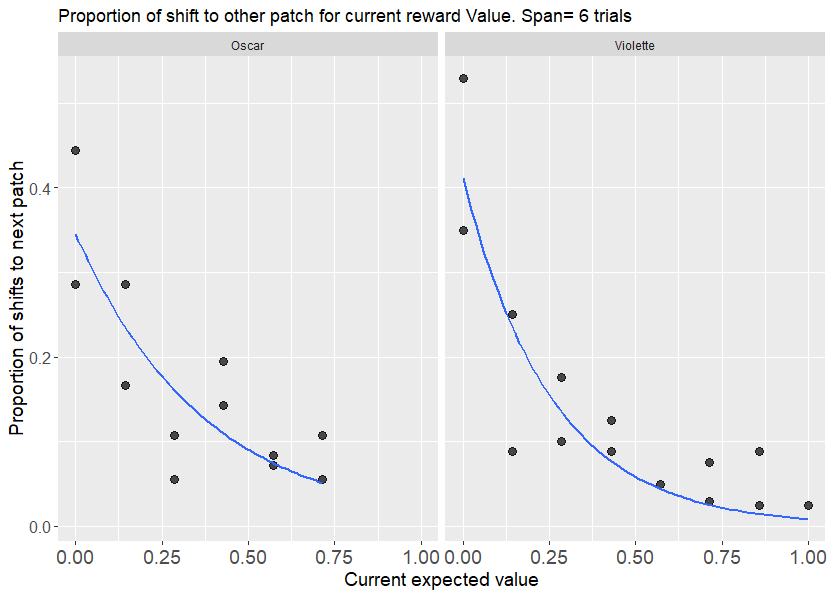 Proportion of shift to other patch for current reward Value. Span= 6 trials
Oscar
Violette
Proportion of shifts to next patch
0.4
0.2
0.0
0.00 0.25 0.50 0.75 1.00 0.00 0.25 0.50 0.75 1.00
Current expected value